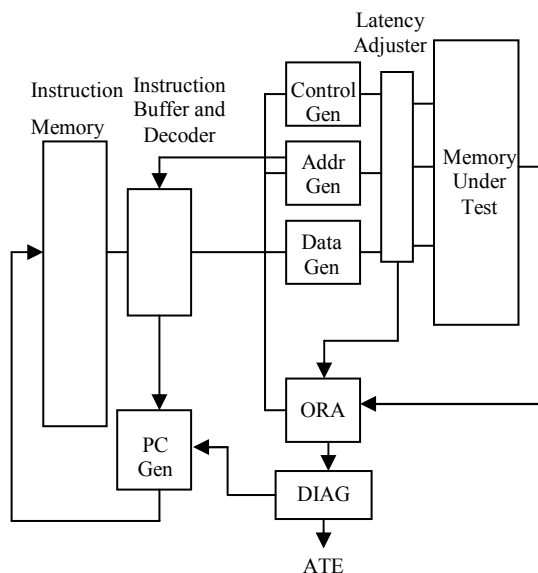 Latency
Adjuster
Instruction
Memory
Instruction
Buffer and
Decoder
Control
Gen
Addr
Gen
Data
Gen
Memory
Under
Test
ORA
PC
Gen
DIAG
ATE